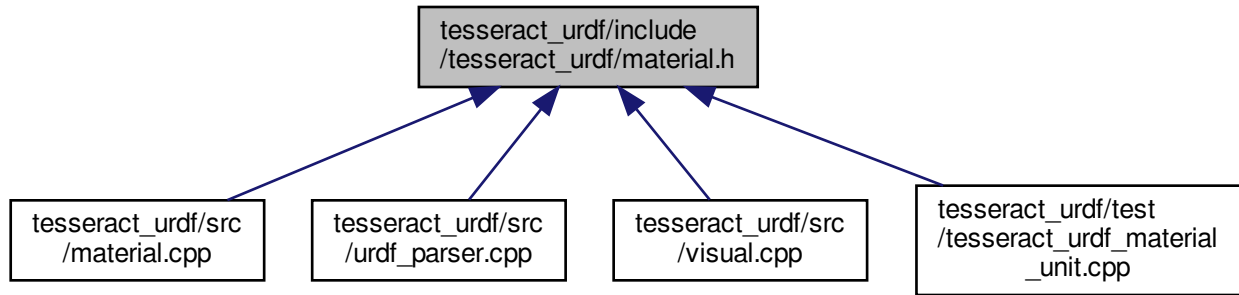 tesseract_urdf/include
/tesseract_urdf/material.h
tesseract_urdf/src
/material.cpp
tesseract_urdf/src
/urdf_parser.cpp
tesseract_urdf/src
/visual.cpp
tesseract_urdf/test
/tesseract_urdf_material
_unit.cpp